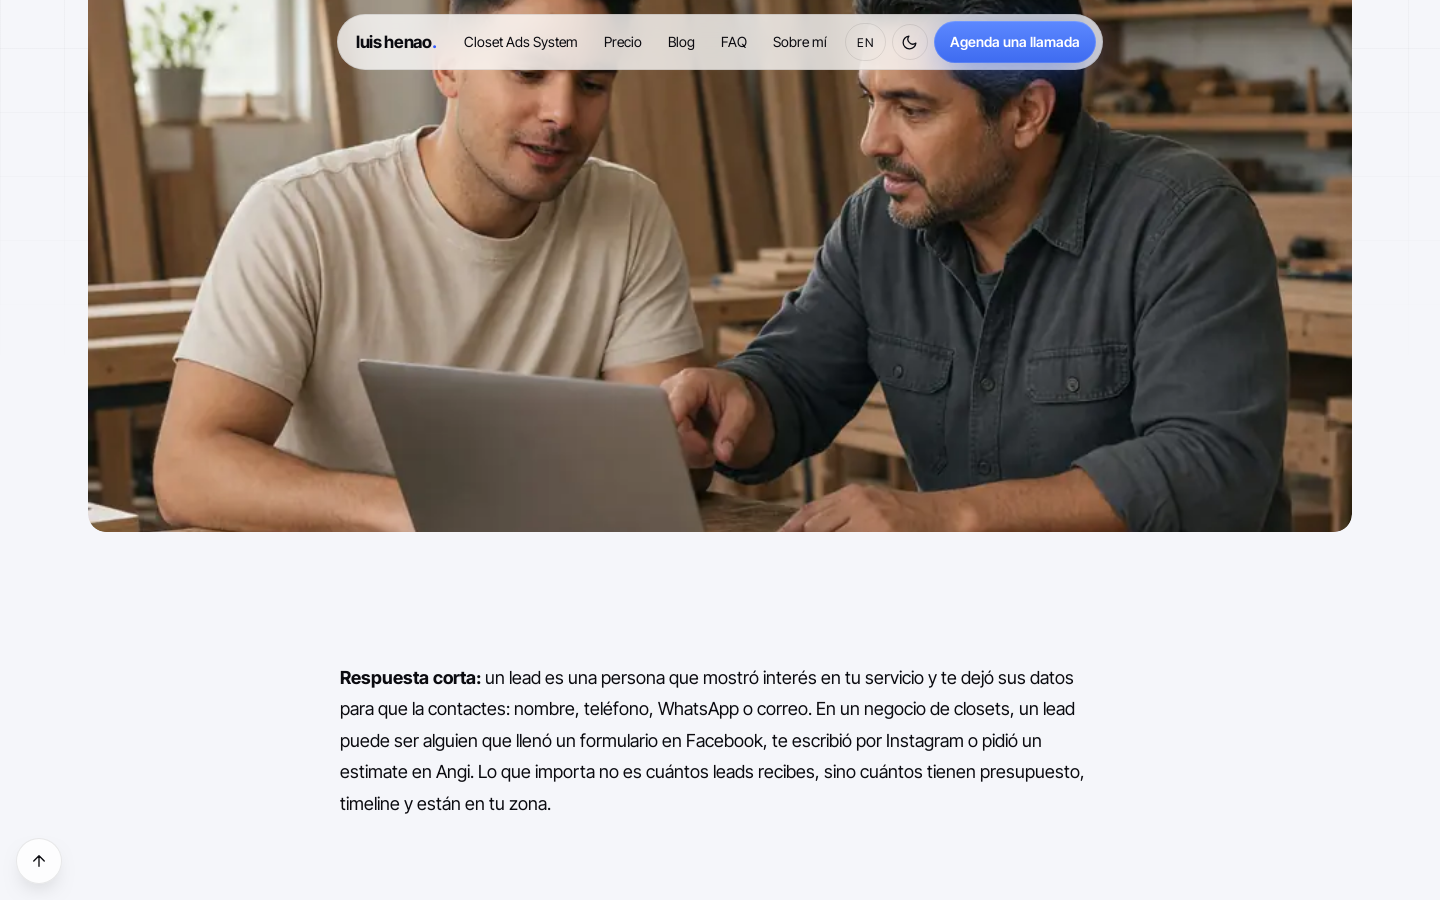 luis henao.
Closet Ads System
Precio
Blog
FAQ
Sobre mí
EN
Agenda una llamada
Respuesta corta: un lead es una persona que mostró interés en tu servicio y te dejó sus datos
para que la contactes: nombre, teléfono, WhatsApp o correo. En un negocio de closets, un lead
puede ser alguien que llenó un formulario en Facebook, te escribió por Instagram o pidió un
estimate en Angi. Lo que importa no es cuántos leads recibes, sino cuántos tienen presupuesto,
timeline y están en tu zona.